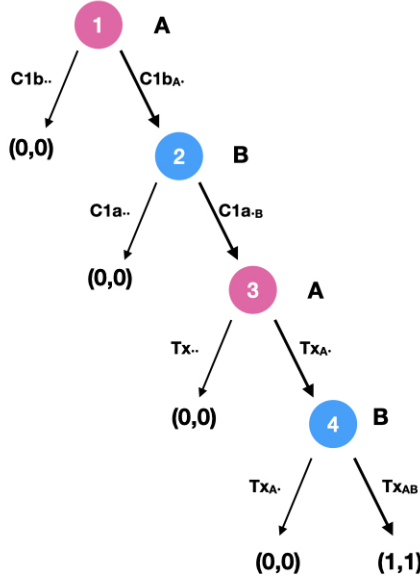 1 A
C1b.. C1bA.
(0,0)
2 B
C1a.. C1a.B
(0,0)
3 A
Tx.. TxA.
(0,0)
4 B
TxA. TxAB
(0,0) (1,1)